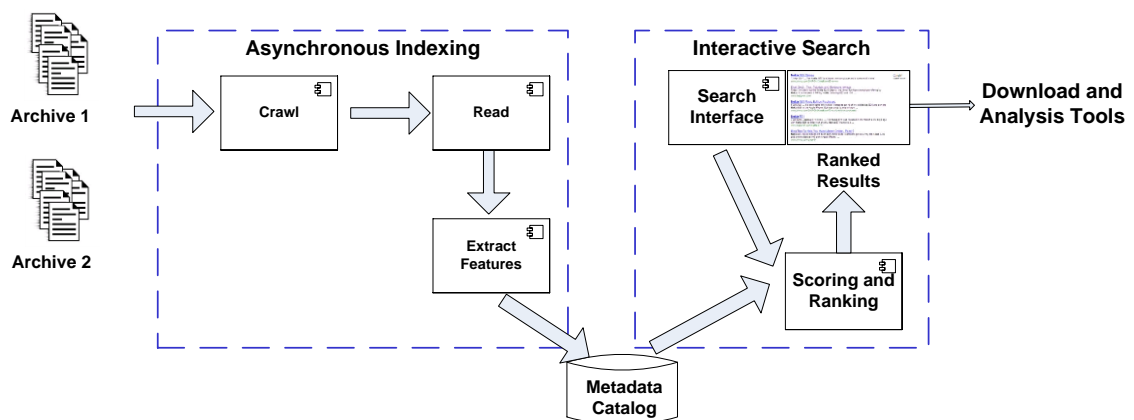 Asynchronous Indexing
Interactive Search
Archive 1
Crawl
Read
Search
Interface
Download and
Analysis Tools
Ranked
Results
Archive 2
Extract
Features
Scoring and
Ranking
Metadata
Catalog